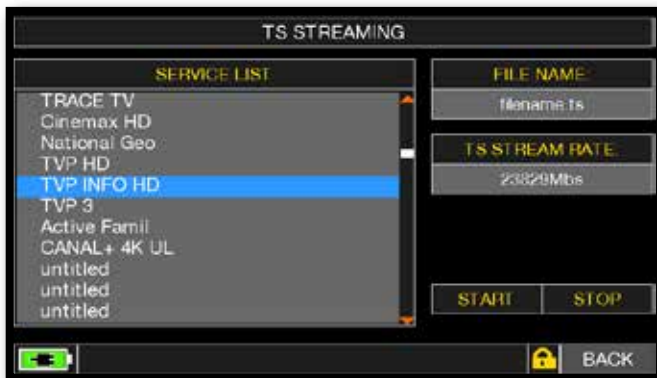 TS STREAMING
SERVICE LIST
TRACE TV
Cinemax HD
National Geo
TVP HD
TVP INFO HD
TVP 3
Active Famil
CANAL+ 4K UL
untitled
untitled
untitled
FILE NAME
filename.ts
TS STREAM RATE
23829Mbs
START
STOP
BACK